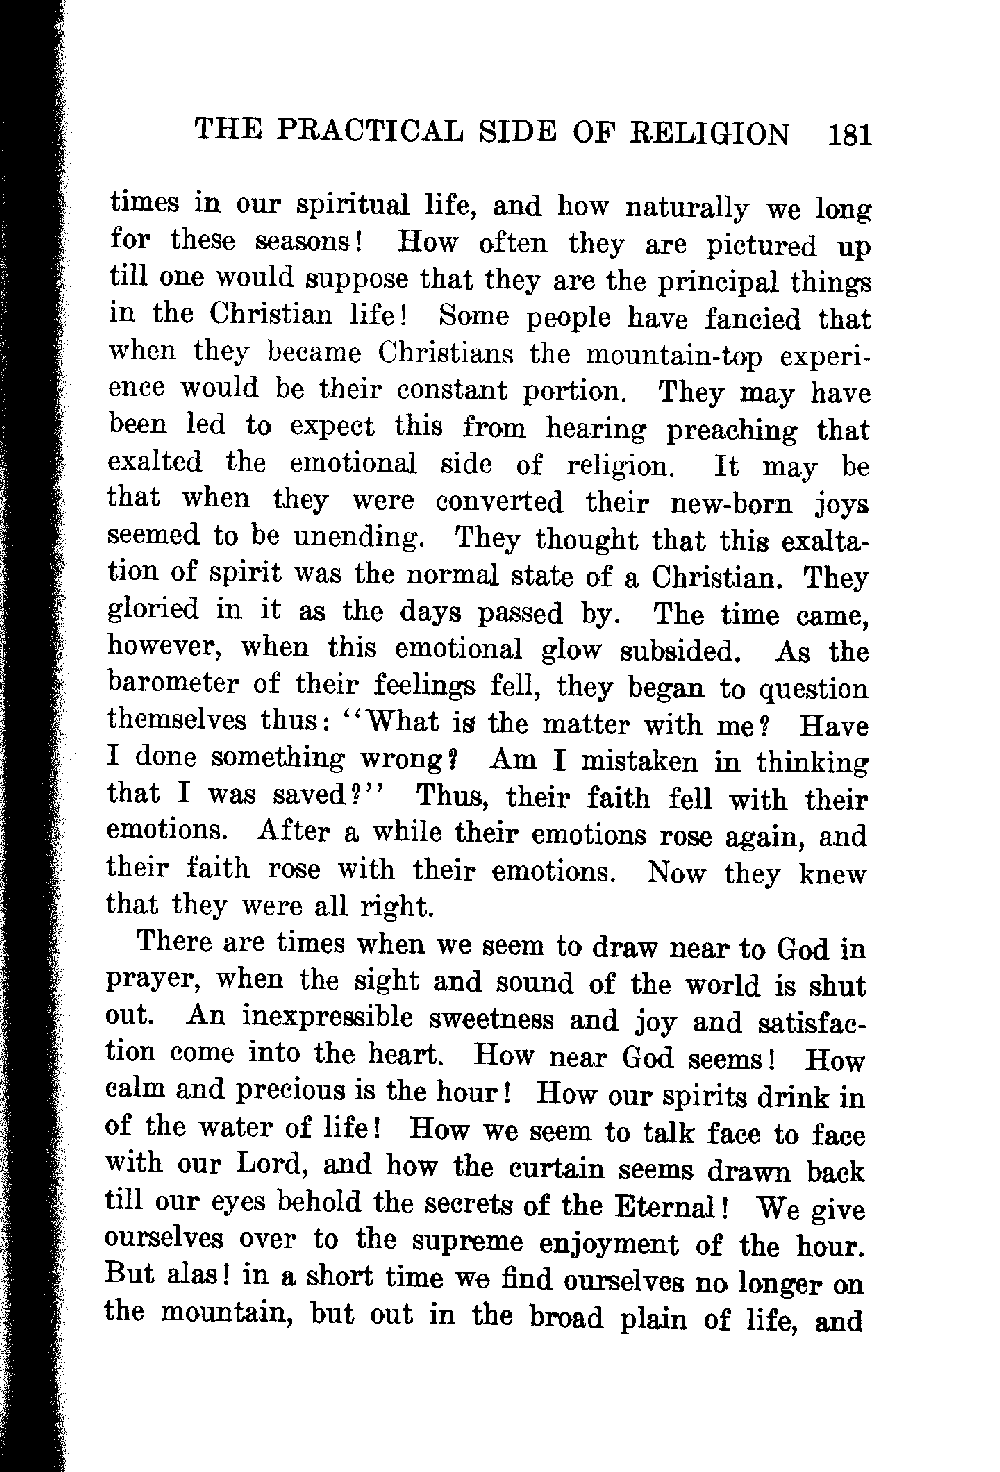 THE PRACTICAL SIDE OF RELIGION 181
times in our spiritual life, and how naturally we long
for these seasons! How often they are pictured up
till one would suppose that they are the principal things
in the Christian life! Some people have fancied that
when they became Christians the mountain-top experi-
ence would be their constant portion. They may have
been led to expect this from hearing preaching that
exalted the emotional side of religion. It may be
that when they were converted their new-born joys
seemed to be unending. They thought that this exalta-
tion of spirit was the normal state of a Christian. They
gloried in it as the days passed by. The time came,
however, when this emotional glow subsided. As the
barometer of their feelings fell, they began to question
themselves thus: “What is the matter with me? Have
I done something wrong? Am I mistaken in thinking
that I was saved?” Thus, their faith fell with their
emotions. After a while their emotions rose again, and
their faith rose with their emotions. Now they knew
that they were all right.
There are times when we seem to draw near to God in
prayer, when the sight and sound of the world is shut
out. An inexpressible sweetness and joy and satisfac-
tion come into the heart. How near God seems! How
calm and precious is the hour! How our spirits drink in
of the water of life! How we seem to talk face to face
with our Lord, and how the curtain seems drawn back
till our eyes behold the secrets of the Eternal! We give
ourselves over to the supreme enjoyment of the hour.
But alas! in a short time we find ourselves no longer on
the mountain, but out in the broad plain of life, and